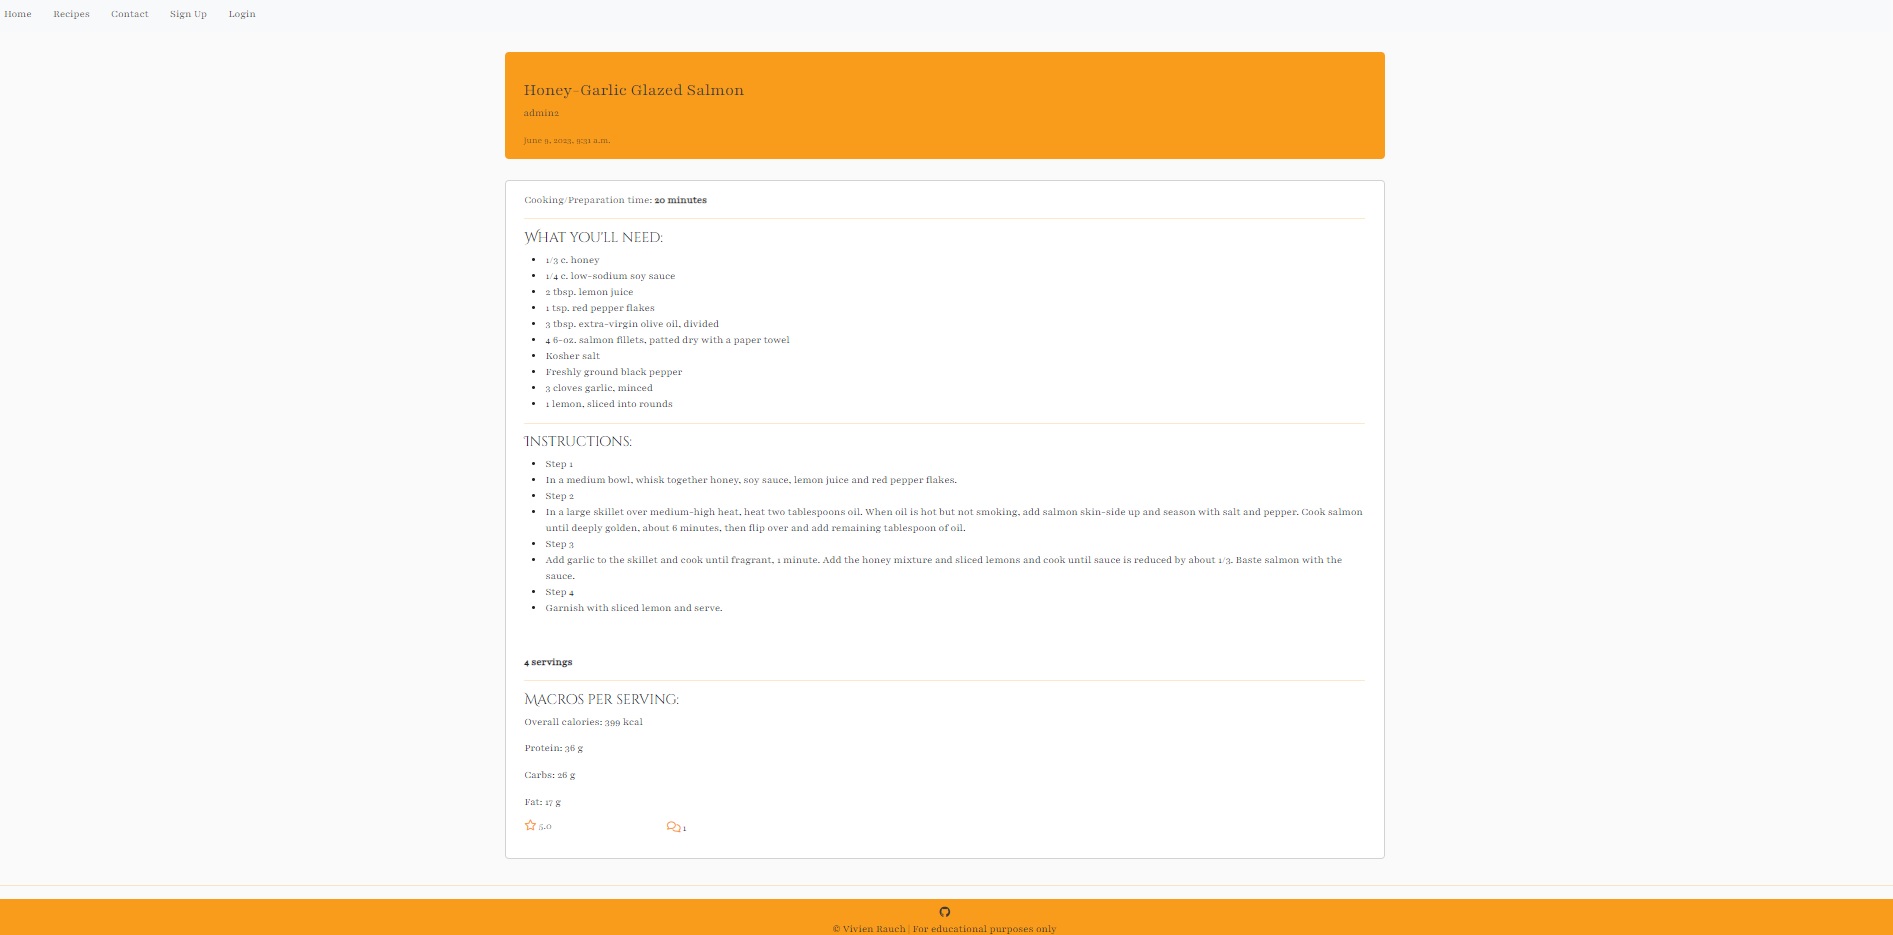 Home Recipes Contact Sign Up Login
Honey-Garlic Glazed Salmon
admin2
June 9, 2023, 9:31 a.m.
Cooking/Preparation time: 20 minutes
What you'll need:
1/3 c. honey
1/4 c. low-sodium soy sauce
2 tbsp. lemon juice
1 tsp. red pepper flakes
3 tbsp. extra-virgin olive oil, divided
4 6-oz. salmon fillets, patted dry with a paper towel
Kosher salt
Freshly ground black pepper
3 cloves garlic, minced
1 lemon, sliced into rounds
Instructions:
Step 1
In a medium bowl, whisk together honey, soy sauce, lemon juice and red pepper flakes.
Step 2
In a large skillet over medium-high heat, heat two tablespoons oil. When oil is hot but not smoking, add salmon skin-side up and season with salt and pepper. Cook salmon
until deeply golden, about 6 minutes, then flip over and add remaining tablespoon of oil.
Step 3
Add garlic to the skillet and cook until fragrant, 1 minute. Add the honey mixture and sliced lemons and cook until sauce is reduced by about 1/3. Baste salmon with the
sauce.
Step 4
Garnish with sliced lemon and serve.
4 servings
Macros per serving:
Overall calories: 399 kcal
Protein: 36 g
Carbs: 26 g
Fat: 17 g
5.0 1
© Vivien Rauch | For educational purposes only